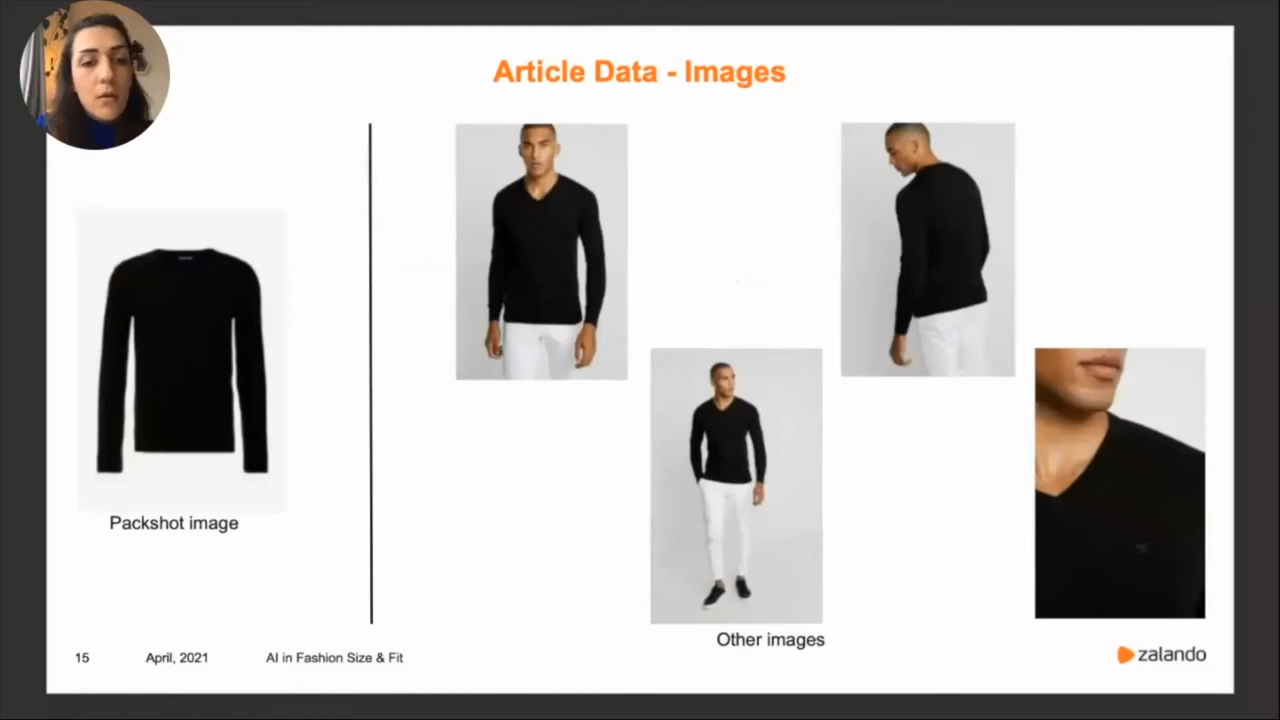 Article Data - Images
Packshot image
Other images
15
April, 2021
AI in Fashion Size & Fit
zalando